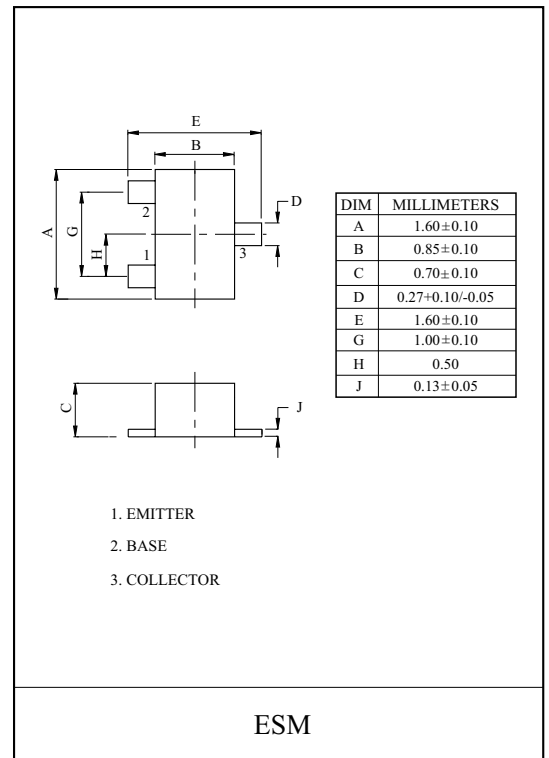 E
B
A
G
H
2
1
D
3
DIM MILLIMETERS
A 1.60±0.10
B 0.85±0.10
C 0.70±0.10
D 0.27+0.10/-0.05
E 1.60±0.10
G 1.00±0.10
H 0.50
J 0.13±0.05
C
J
1. EMITTER
2. BASE
3. COLLECTOR
ESM